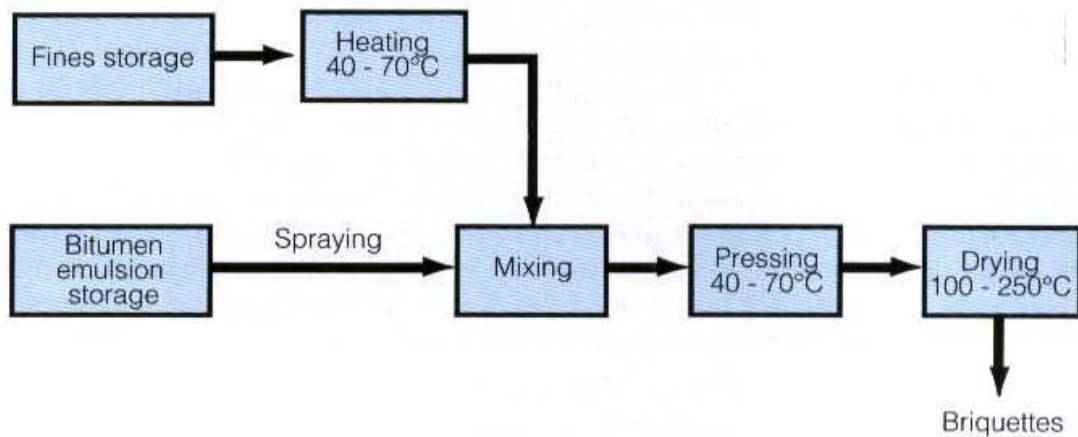 Fines storage
Heating
40 - 70°C
Bitumen
emulsion
storage
Spraying
Mixing
Pressing
40 - 70°C
Drying
100 - 250°C
Briquettes